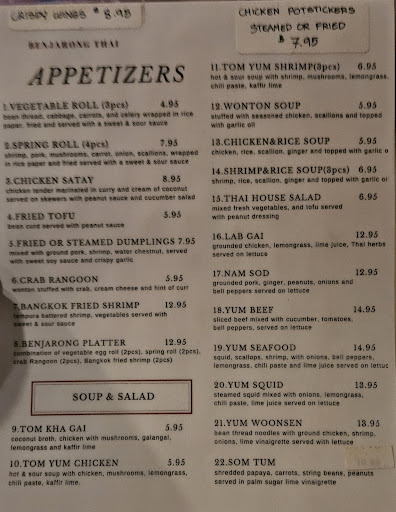 CRISPY WINGS $ 8.95
CHICKEN POTSTICKERS
STEAMED OR FRIED
$ 7.95
BENJARONG THAI
APPETIZERS
1.VEGETABLE ROLL (3pcs) 4.95
bean thread, cabbage, carrots, and celery wrapped in rice
paper, fried and served with a sweet & sour sauce
2.SPRING ROLL (4pcs) 7.95
shrimp, pork, mushrooms, carrot, onion, scallions, wrapped
in rice paper and fried served with a sweet & sour sauce
3.CHICKEN SATAY 8.95
chicken tender marinated in curry and cream of coconut
served on skewers with peanut sauce and cucumber salad
4.FRIED TOFU 5.95
bean curd served with peanut sauce
5.FRIED OR STEAMED DUMPLINGS 7.95
mixed with ground pork, shrimp, water chestnut, served
with sweet soy sauce and crispy garlic
6.CRAB RANGOON 5.95
wonton stuffed with crab, cream cheese and hint of curr
7.BANGKOK FRIED SHRIMP 12.95
tempura battered shrimp, vegetables served with
sweet & sour sauce
8.BENJARONG PLATTER 12.95
combination of vegetable egg roll (2pcs), spring roll (2pcs),
crab Rangoon (2pcs), Bangkok fried shrimp (2pcs)
SOUP & SALAD
9.TOM KHA GAI 5.95
coconut broth, chicken with mushrooms, galangal,
lemongrass and kaffir lime
10.TOM YUM CHICKEN 5.95
hot & sour soup with chicken, mushrooms, lemongrass,
chili paste, kaffir lime.
11.TOM YUM SHRIMP(3pcs) 6.95
hot & sour soup with shrimp, mushrooms, lemongrass,
chili paste, kaffir lime
12.WONTON SOUP 5.95
stuffed with seasoned chicken, scallions and topped
with garlic oil
13.CHICKEN&RICE SOUP 5.95
chicken, rice, scallion, ginger and topped with garlic o
14.SHRIMP&RICE SOUP(3pcs) 6.95
shrimp, rice, scallion, ginger and topped with garlic oi
15.THAI HOUSE SALAD 6.95
mixed fresh vegetables, and tofu served
with peanut dressing
16.LAB GAI 12.95
grounded chicken, lemongrass, lime juice, Thai herbs
served on lettuce
17.NAM SOD 12.95
grounded pork, ginger, peanuts, onions and
bell peppers served on lettuce
18.YUM BEEF 14.95
sliced beef mixed with cucumber, tomatoes,
bell peppers, served on lettuce
19.YUM SEAFOOD 14.95
squid, scallops, shrimp, with onions, bell peppers,
lemongrass, chili paste and lime juice served on lettuc
20.YUM SQUID 13.95
steamed squid mixed with onions, lemongrass,
chili paste, lime juice served on lettuce
21.YUM WOONSEN 13.95
bean thread noodles with ground chicken, shrimp,
onions, lime vinaigrette served with lettuce
22.SOM TUM
shredded papaya, carrots, string beans, peanuts
served in palm sugar lime vinaigrette